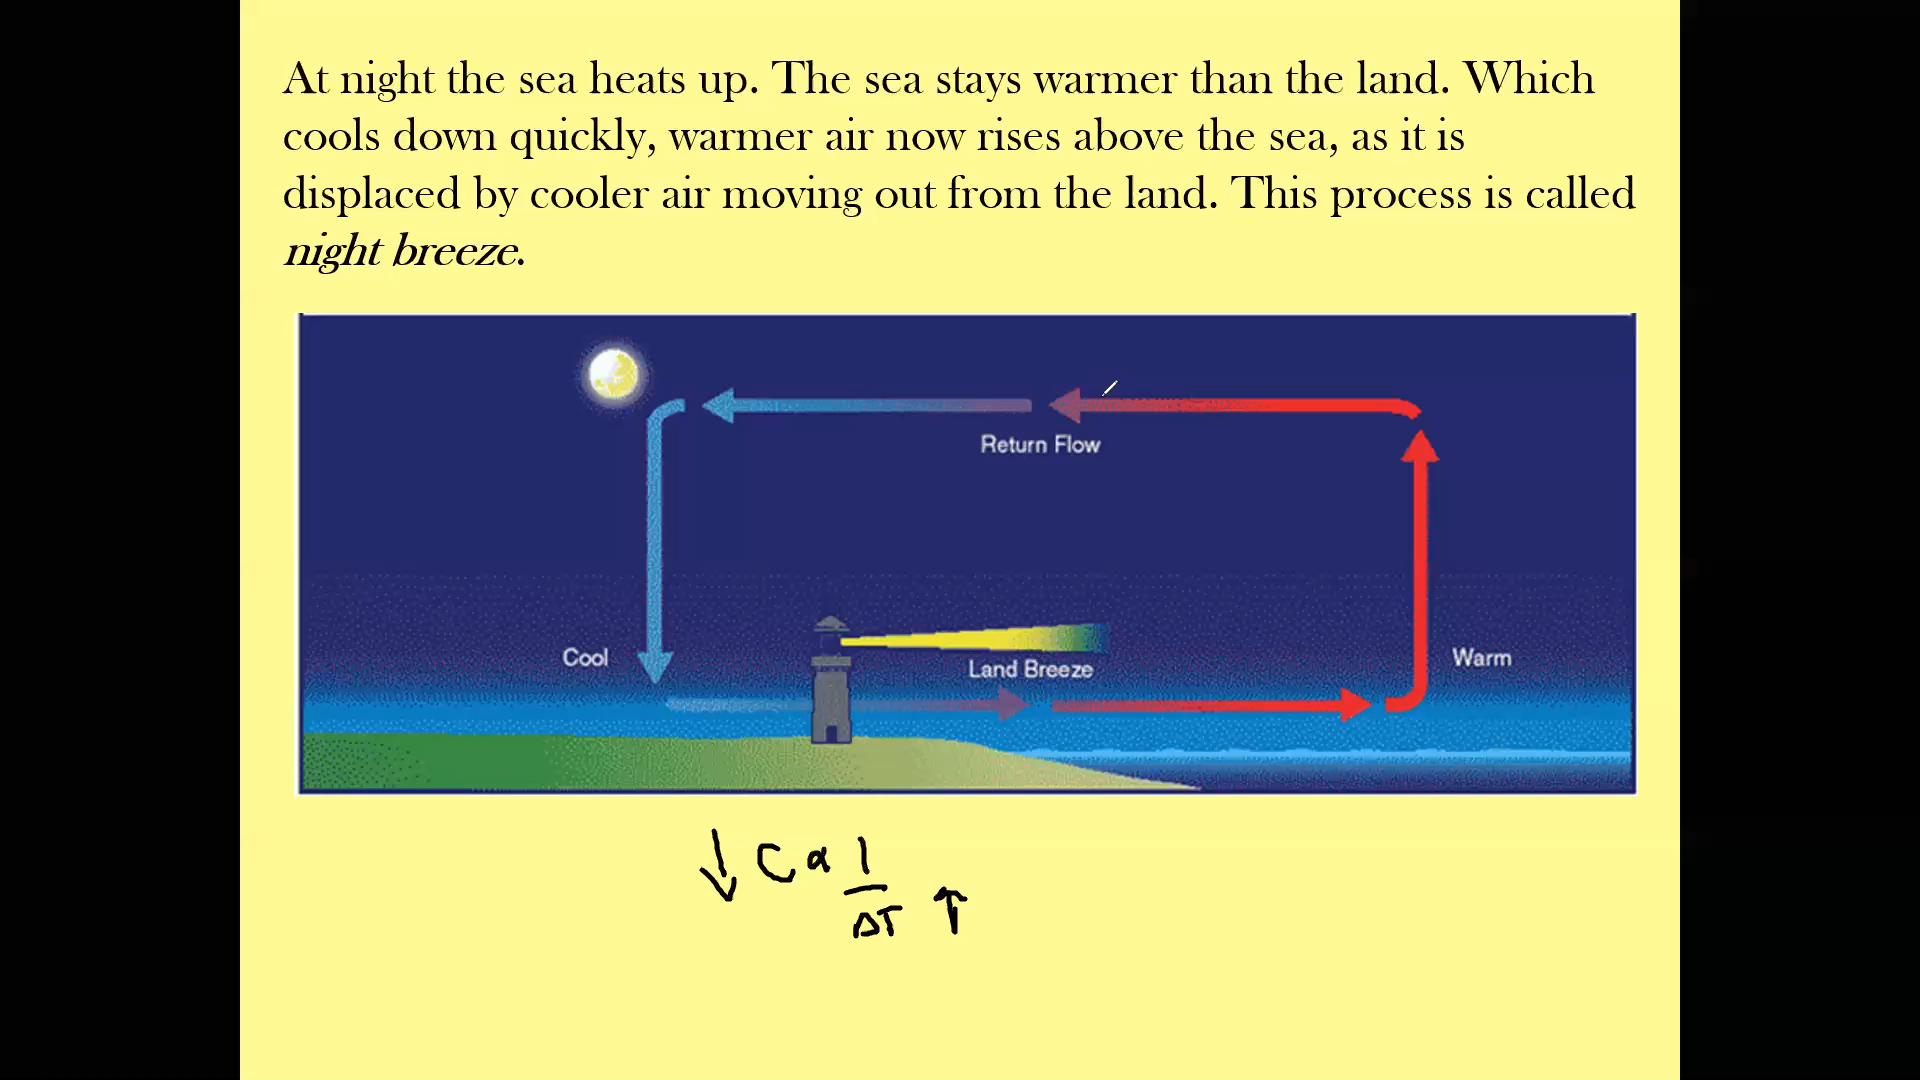 At night the sea heats up. The sea stays warmer than the land. Which
cools down quickly, warmer air now rises above the sea, as it is
displaced by cooler air moving out from the land. This process is called
night breeze.
Return Flow
Cool
Land Breeze
Warm
↓ C α 1
ΔT ↑